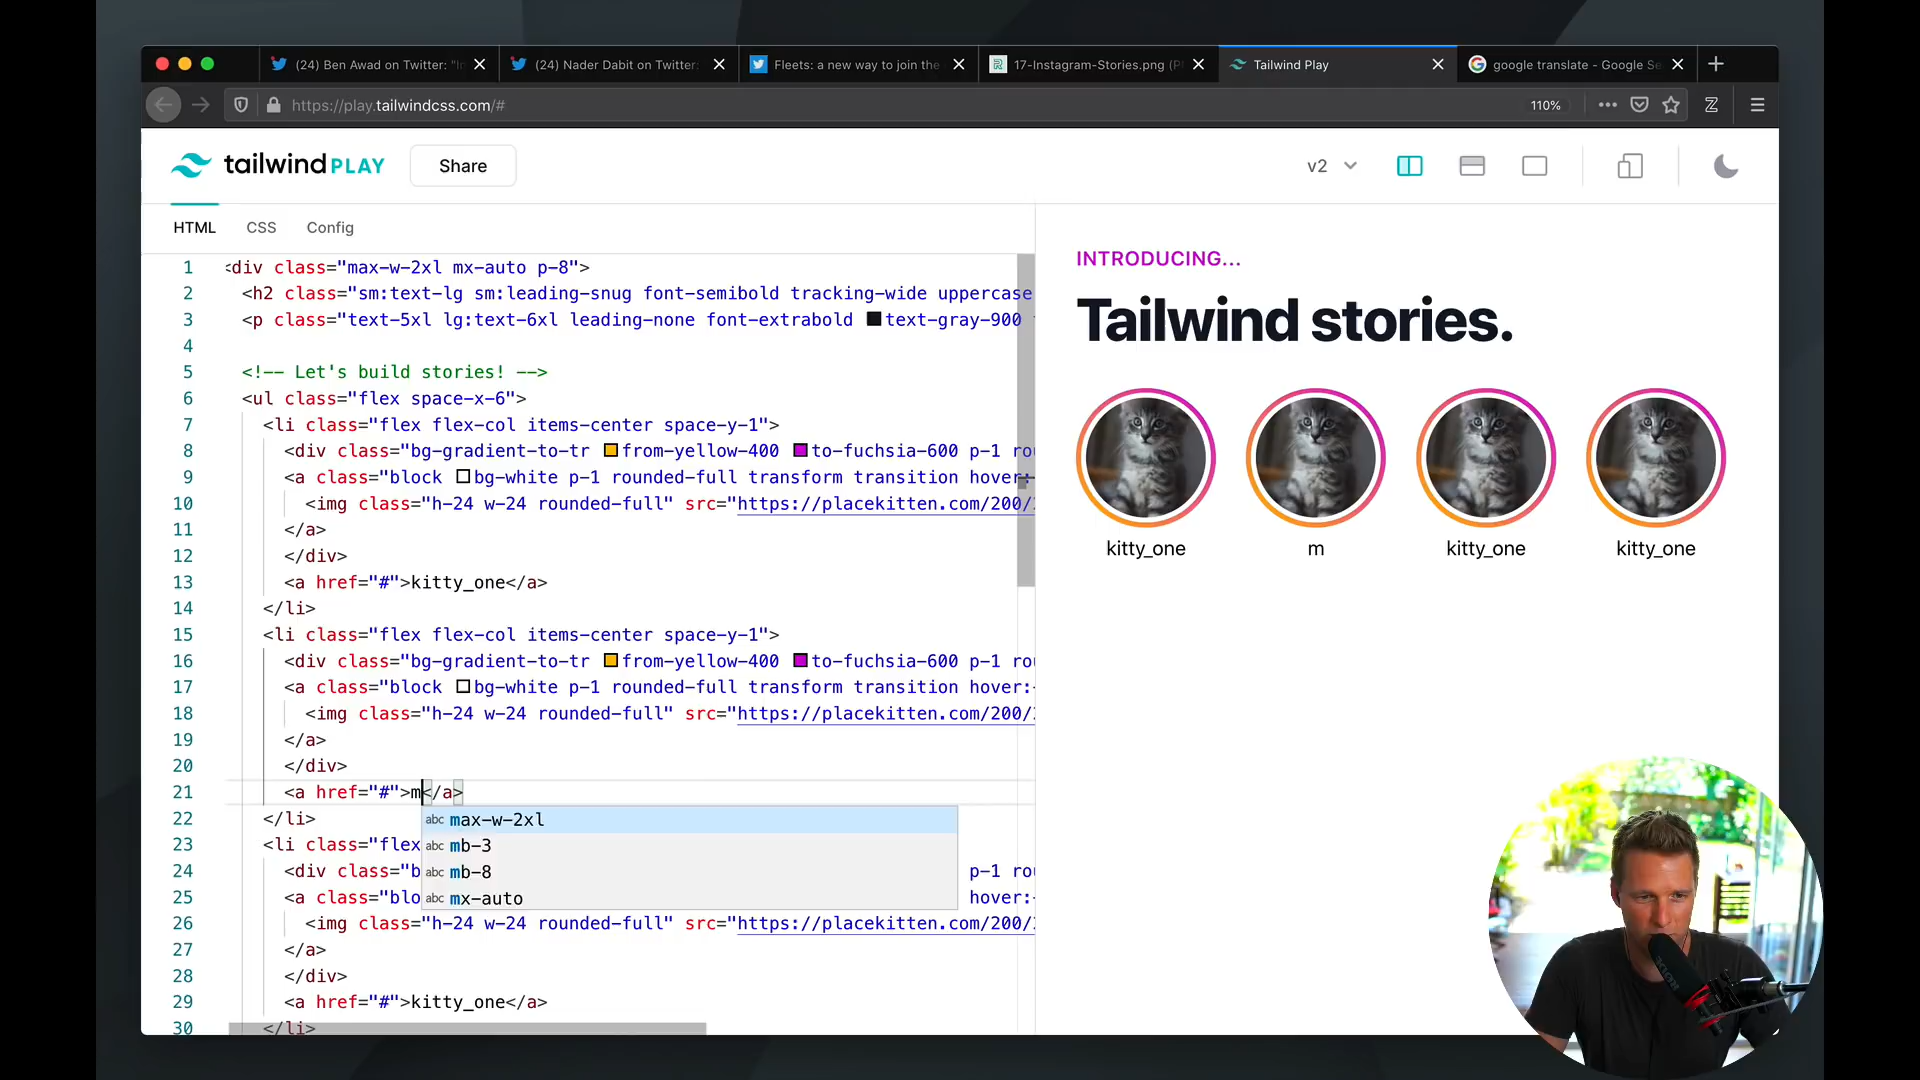 (24) Ben Awad on Twitter: "I
(24) Nader Dabit on Twitter:
Fleets: a new way to join the
17-Instagram-Stories.png (P
Tailwind Play
google translate - Google Se
https://play.tailwindcss.com/#
110%
tailwind PLAY
Share
v2
HTML CSS Config
1 <div class="max-w-2xl mx-auto p-8">
2 <h2 class="sm:text-lg sm:leading-snug font-semibold tracking-wide uppercase
3 <p class="text-5xl lg:text-6xl leading-none font-extrabold text-gray-900
4
5 <!-- Let's build stories! -->
6 <ul class="flex space-x-6">
7 <li class="flex flex-col items-center space-y-1">
8 <div class="bg-gradient-to-tr from-yellow-400 to-fuchsia-600 p-1 rou
9 <a class="block bg-white p-1 rounded-full transform transition hover:
10 <img class="h-24 w-24 rounded-full" src="https://placekitten.com/200/
11 </a>
12 </div>
13 <a href="#">kitty_one</a>
14 </li>
15 <li class="flex flex-col items-center space-y-1">
16 <div class="bg-gradient-to-tr from-yellow-400 to-fuchsia-600 p-1 rou
17 <a class="block bg-white p-1 rounded-full transform transition hover:
18 <img class="h-24 w-24 rounded-full" src="https://placekitten.com/200/
19 </a>
20 </div>
21 <a href="#">m</a>
22 </li>
abc max-w-2xl
23 <li class="flex
abc mb-3
24 <div class="b p-1 rou
abc mb-8
25 <a class="blo hover:
abc mx-auto
26 <img class="h-24 w-24 rounded-full" src="https://placekitten.com/200/
27 </a>
28 </div>
29 <a href="#">kitty_one</a>
30 </li>
INTRODUCING...
Tailwind stories.
kitty_one m kitty_one kitty_one